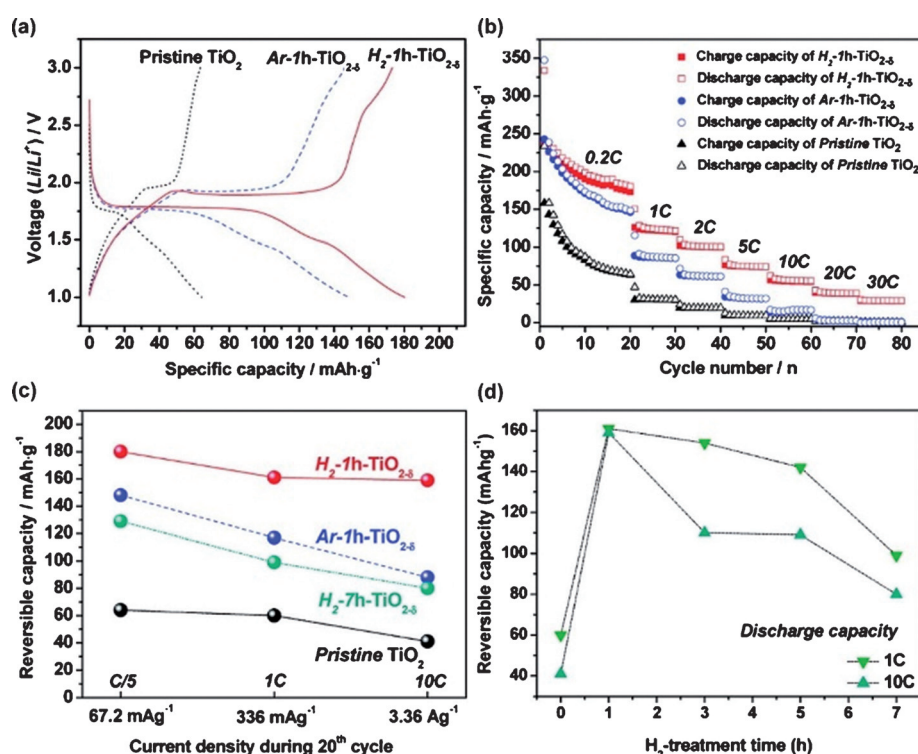 (a)
Pristine TiO2 Ar-1h-TiO2-δ H2-1h-TiO2-δ
Voltage (Li/Li+) / V
3.0
2.5
2.0
1.5
1.0
0 20 40 60 80 100 120 140 160 180 200
Specific capacity / mAh·g-1
(b)
Specific capacity / mAh·g-1
350
300
250
200
150
100
50
0
Charge capacity of H2-1h-TiO2-δ
Discharge capacity of H2-1h-TiO2-δ
Charge capacity of Ar-1h-TiO2-δ
Discharge capacity of Ar-1h-TiO2-δ
Charge capacity of Pristine TiO2
Discharge capacity of Pristine TiO2
0.2C
1C
2C
5C
10C
20C
30C
0 10 20 30 40 50 60 70 80
Cycle number / n
(c)
Reversible capacity / mAh·g-1
200
180
160
140
120
100
80
60
40
20
0
H2-1h-TiO2-δ
Ar-1h-TiO2-δ
H2-7h-TiO2-δ
Pristine TiO2
C/5 1C 10C
67.2 mAg-1 336 mAg-1 3.36 Ag-1
Current density during 20th cycle
(d)
Reversible capacity (mAhg-1)
160
140
120
100
80
60
40
Discharge capacity
1C
10C
0 1 2 3 4 5 6 7
H2-treatment time (h)